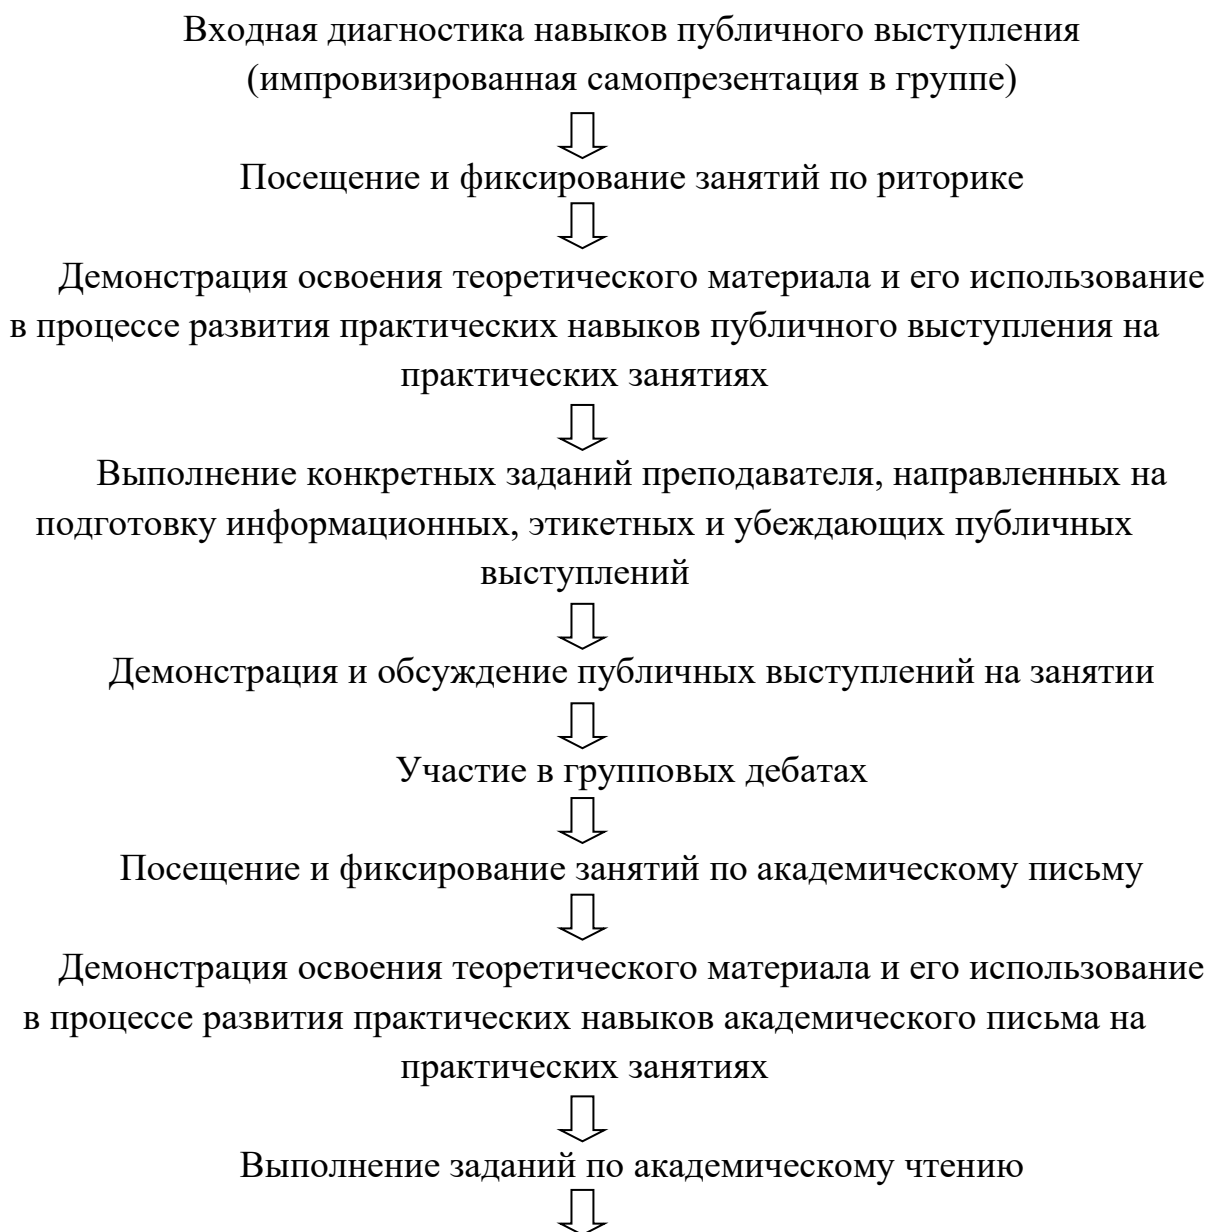 Входная диагностика навыков публичного выступления
(импровизированная самопрезентация в группе)
Посещение и фиксирование занятий по риторике
Демонстрация освоения теоретического материала и его использование
в процессе развития практических навыков публичного выступления на
практических занятиях
Выполнение конкретных заданий преподавателя, направленных на
подготовку информационных, этикетных и убеждающих публичных
выступлений
Демонстрация и обсуждение публичных выступлений на занятии
Участие в групповых дебатах
Посещение и фиксирование занятий по академическому письму
Демонстрация освоения теоретического материала и его использование
в процессе развития практических навыков академического письма на
практических занятиях
Выполнение заданий по академическому чтению